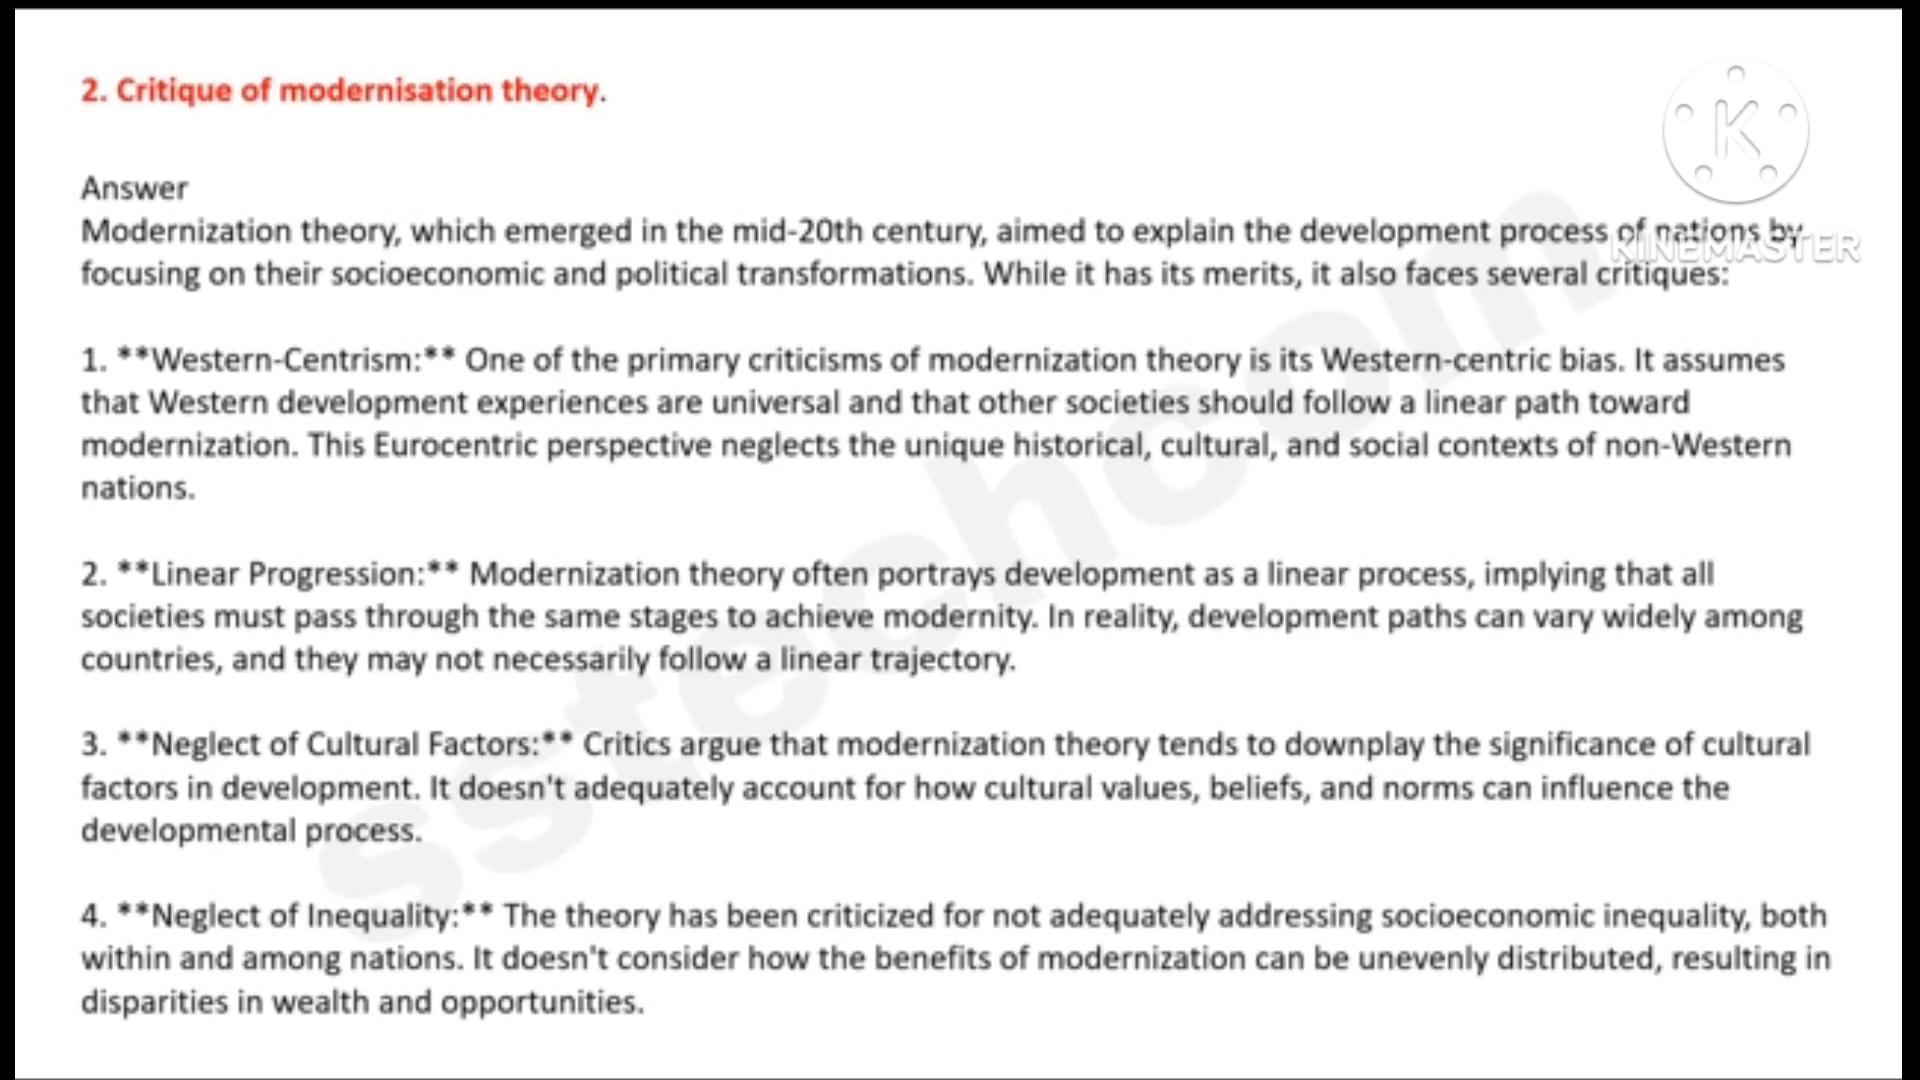 2. Critique of modernisation theory.
K
KINEMASTER
Answer
Modernization theory, which emerged in the mid-20th century, aimed to explain the development process of nations by
focusing on their socioeconomic and political transformations. While it has its merits, it also faces several critiques:
1. **Western-Centrism:** One of the primary criticisms of modernization theory is its Western-centric bias. It assumes
that Western development experiences are universal and that other societies should follow a linear path toward
modernization. This Eurocentric perspective neglects the unique historical, cultural, and social contexts of non-Western
nations.
2. **Linear Progression:** Modernization theory often portrays development as a linear process, implying that all
societies must pass through the same stages to achieve modernity. In reality, development paths can vary widely among
countries, and they may not necessarily follow a linear trajectory.
3. **Neglect of Cultural Factors:** Critics argue that modernization theory tends to downplay the significance of cultural
factors in development. It doesn't adequately account for how cultural values, beliefs, and norms can influence the
developmental process.
4. **Neglect of Inequality:** The theory has been criticized for not adequately addressing socioeconomic inequality, both
within and among nations. It doesn't consider how the benefits of modernization can be unevenly distributed, resulting in
disparities in wealth and opportunities.
sstechcom